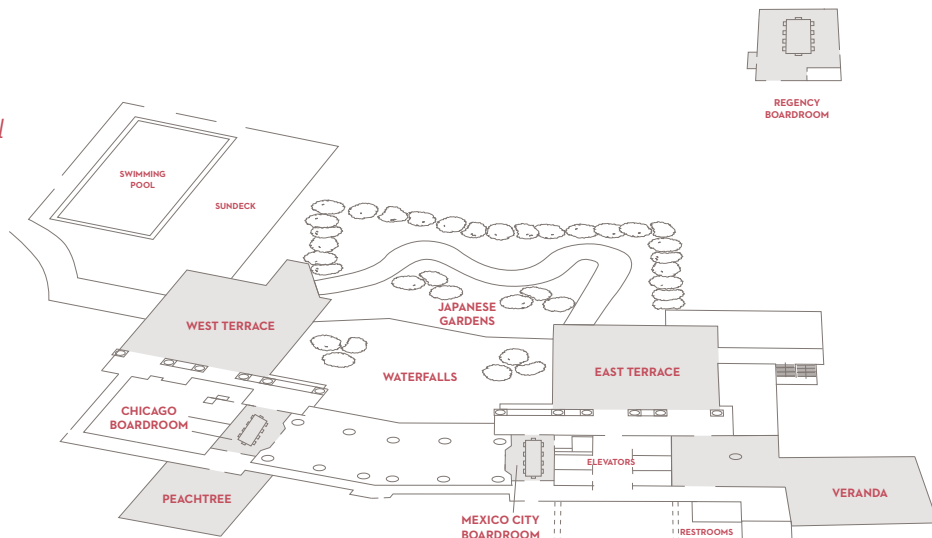 REGENCY
BOARDROOM
SWIMMING
POOL
SUNDECK
JAPANESE
GARDENS
WEST TERRACE
WATERFALLS
EAST TERRACE
CHICAGO
BOARDROOM
ELEVATORS
PEACHTREE
VERANDA
MEXICO CITY
BOARDROOM
RESTROOMS